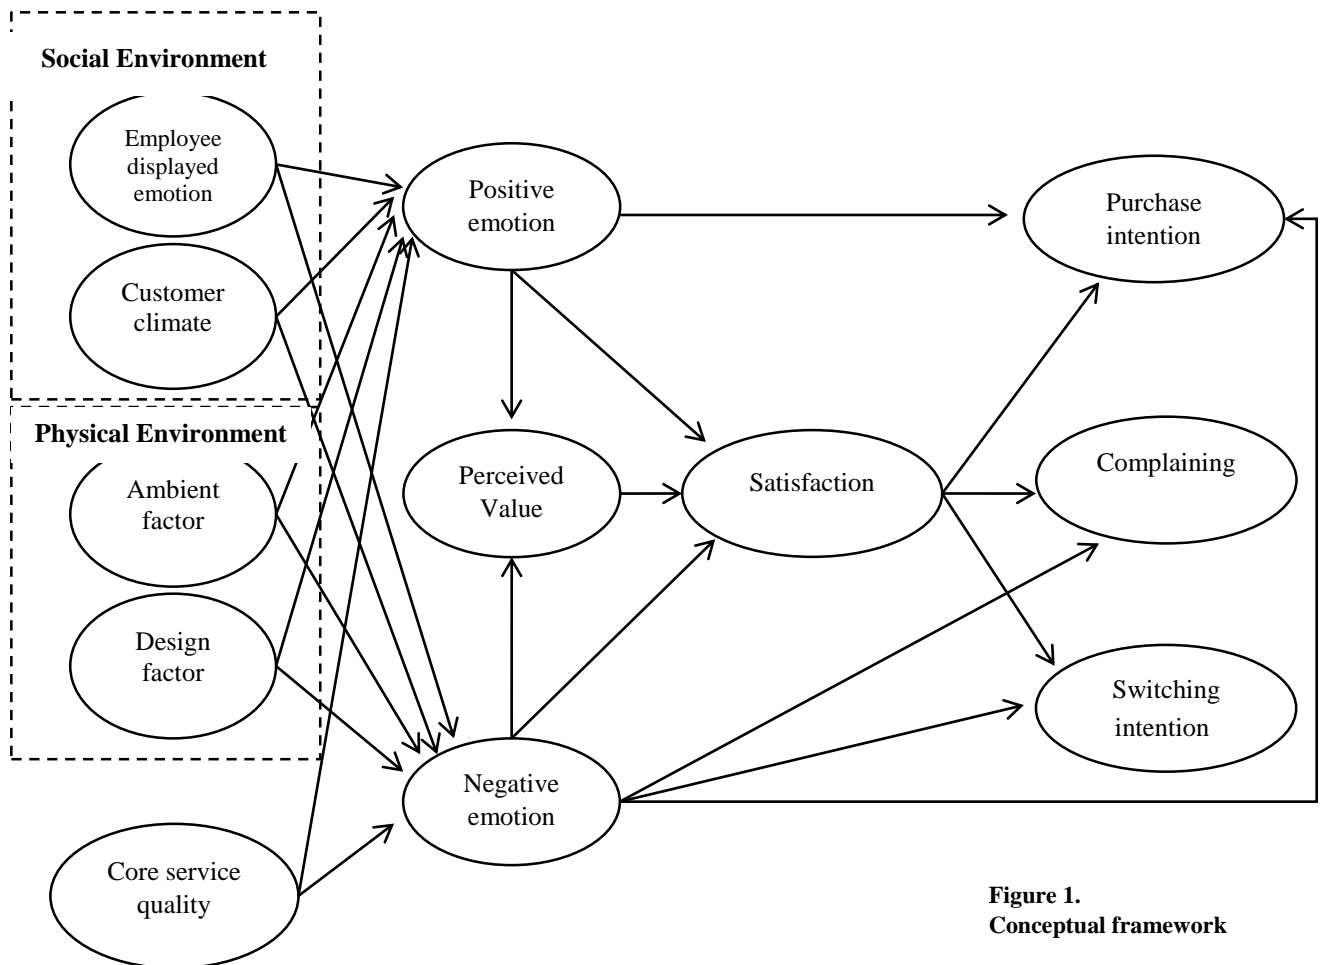 Social Environment
Employee
displayed
emotion
Customer
climate
Physical Environment
Ambient
factor
Design
factor
Core service
quality
Positive
emotion
Perceived
Value
Negative
emotion
Satisfaction
Purchase
intention
Complaining
Switching
intention
Figure 1.
Conceptual framework